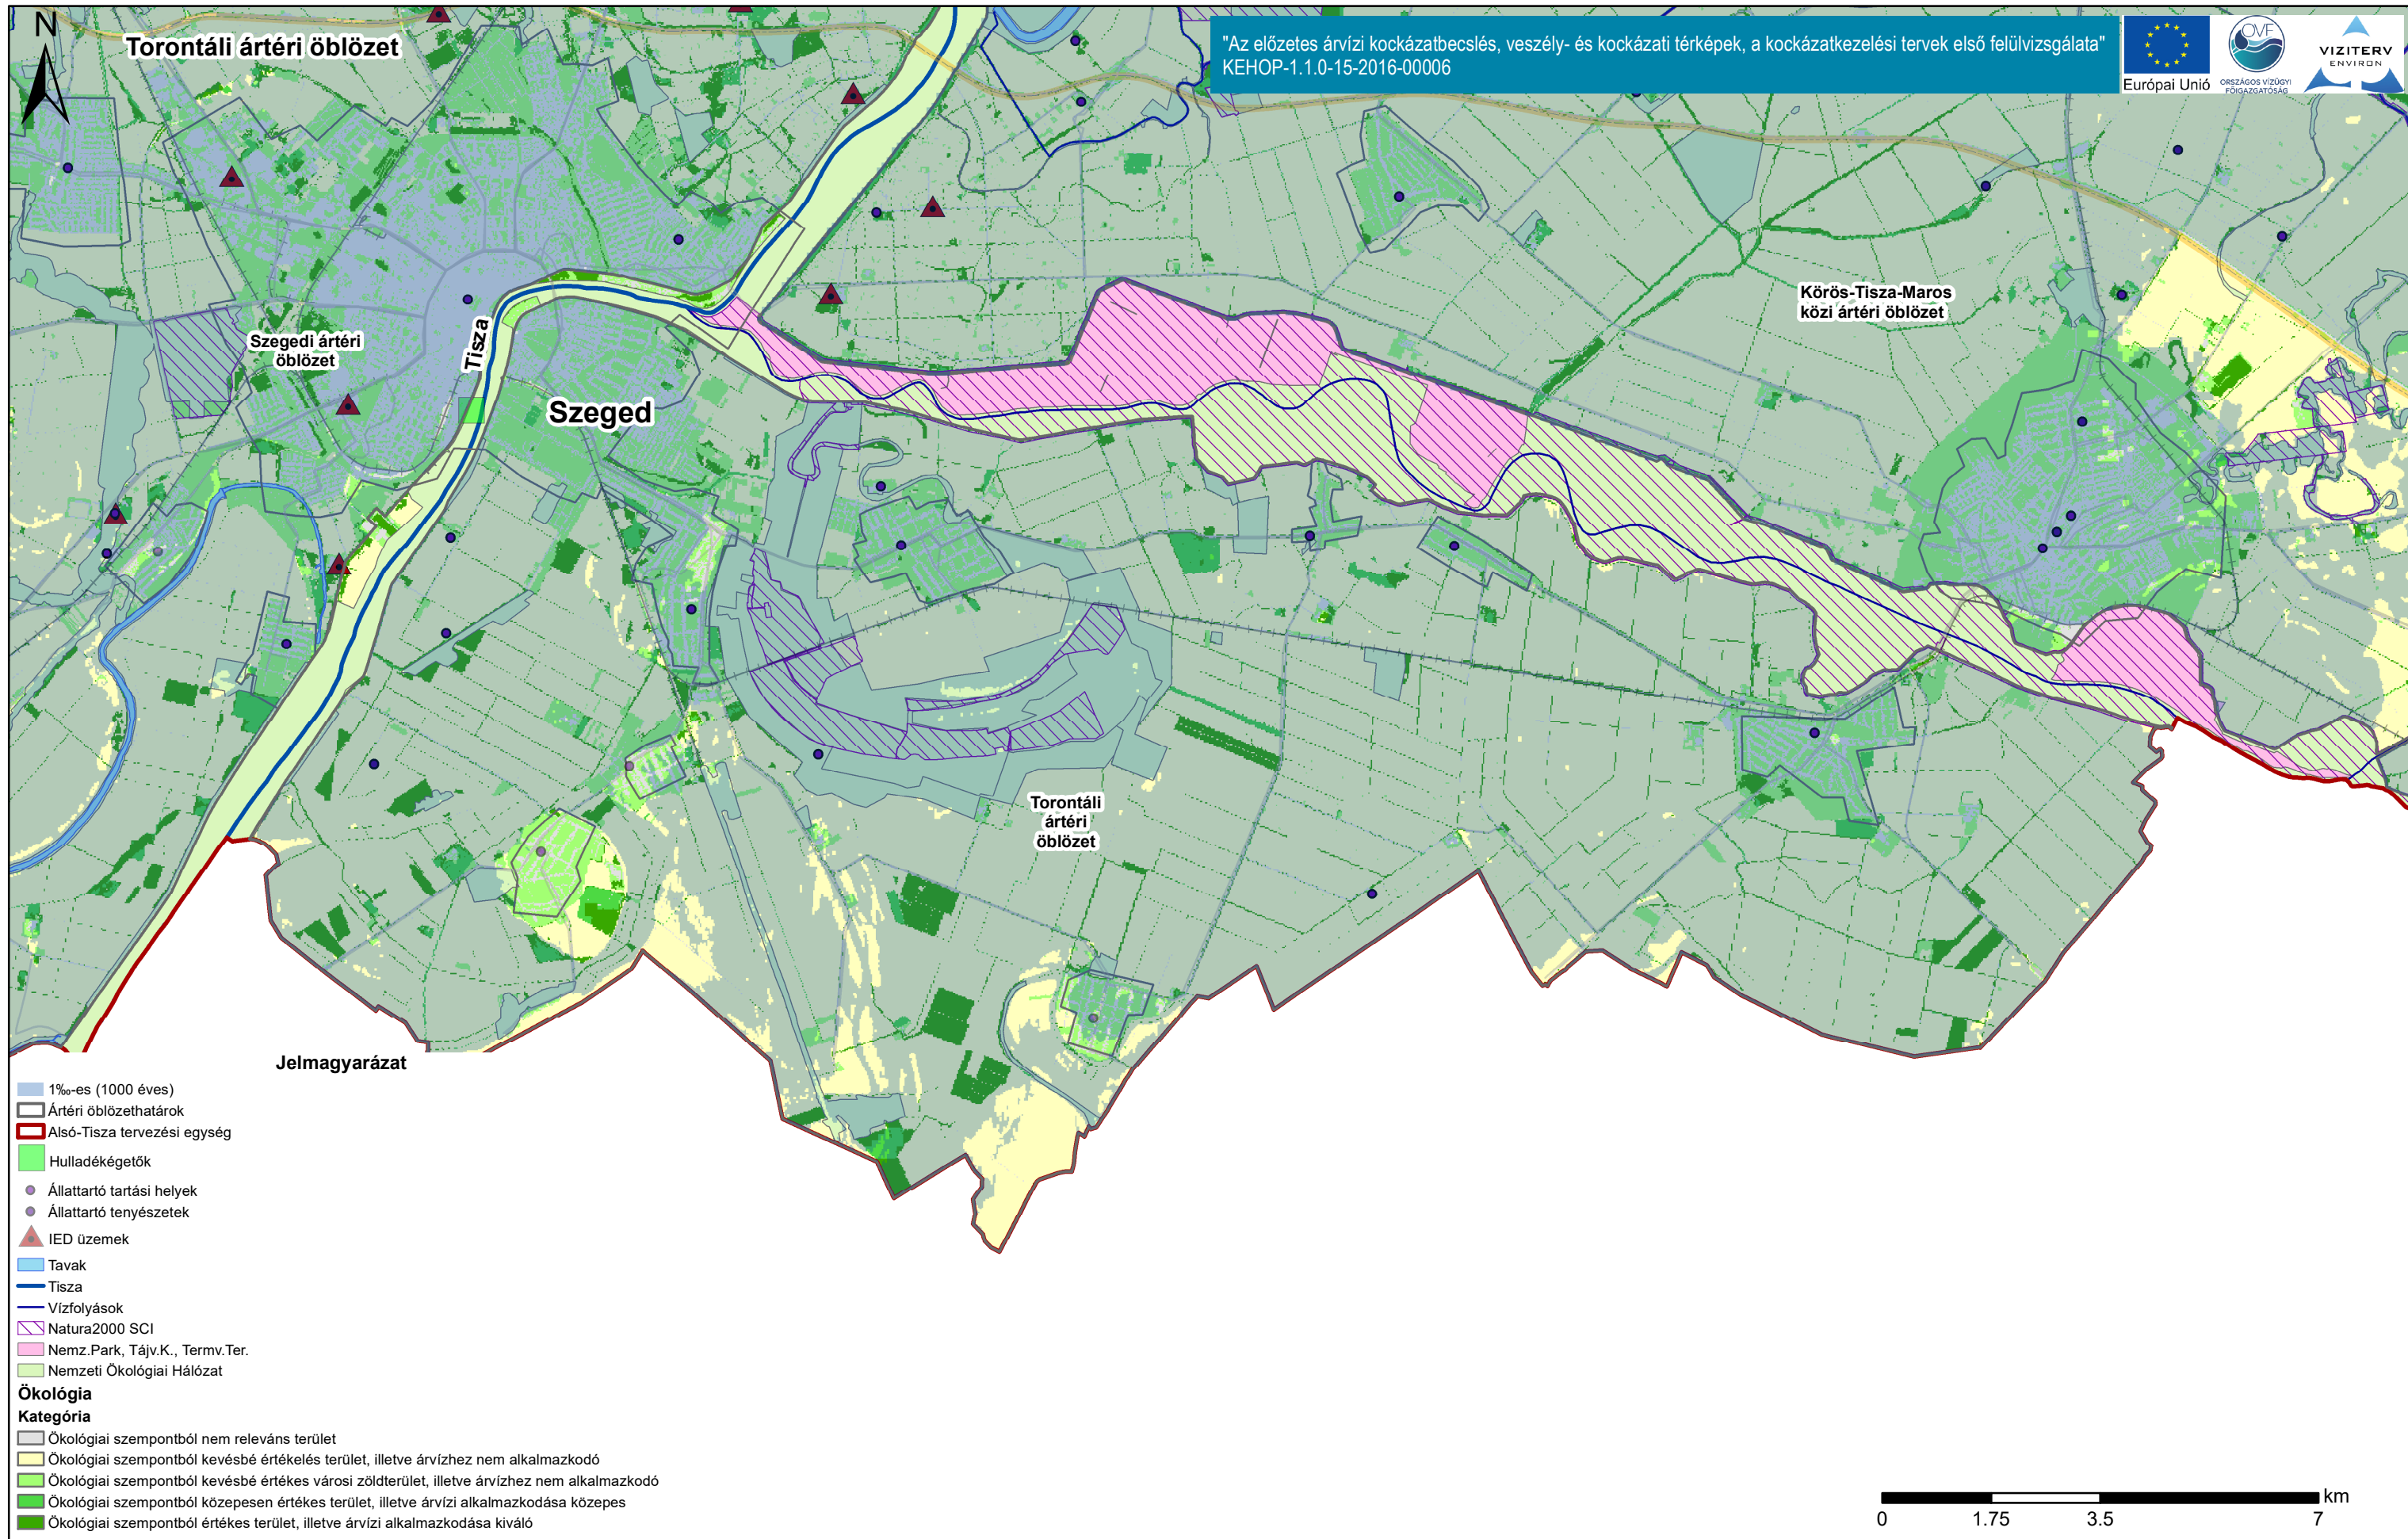 N
Torontáli ártéri öblözet
"Az előzetes árvízi kockázatbecslés, veszély- és kockázati térképek, a kockázatkezelési tervek első felülvizsgálata"
KEHOP-1.1.0-15-2016-00006
Európai Unió
OVF
ORSZÁGOS VÍZÜGYI
FŐIGAZGATÓSÁG
VIZITERV
ENVIRON
Körös-Tisza-Maros
közi ártéri öblözet
Szegedi ártéri
öblözet
Tisza
Szeged
Torontáli
ártéri
öblözet
Jelmagyarázat
1‰-es (1000 éves)
Ártéri öblözethatárok
Alsó-Tisza tervezési egység
Hulladékégetők
Állattartó tartási helyek
Állattartó tenyészetek
IED üzemek
Tavak
Tisza
Vízfolyások
Natura2000 SCI
Nemz.Park, Tájv.K., Termv.Ter.
Nemzeti Ökológiai Hálózat
Ökológia
Kategória
Ökológiai szempontból nem releváns terület
Ökológiai szempontból kevésbé értékelés terület, illetve árvízhez nem alkalmazkodó
Ökológiai szempontból kevésbé értékes városi zöldterület, illetve árvízhez nem alkalmazkodó
Ökológiai szempontból közepesen értékes terület, illetve árvízi alkalmazkodása közepes
Ökológiai szempontból értékes terület, illetve árvízi alkalmazkodása kiváló
km
0 1.75 3.5 7